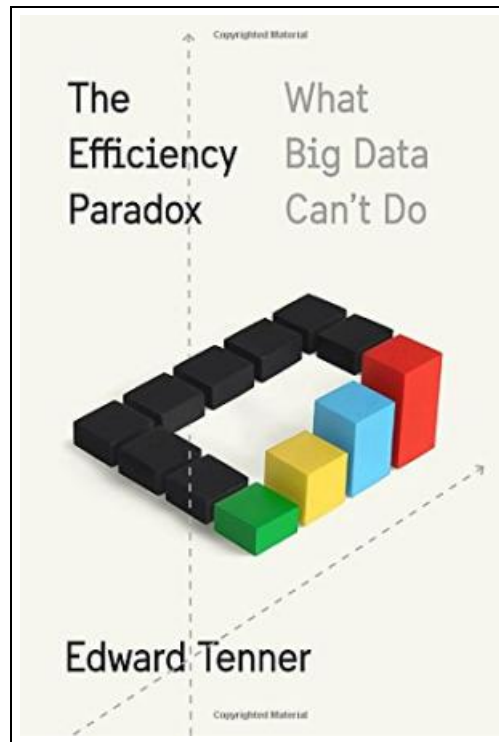 Copyrighted Material
The
Efficiency
Paradox
What
Big Data
Can't Do
Edward Tenner
Copyrighted Material